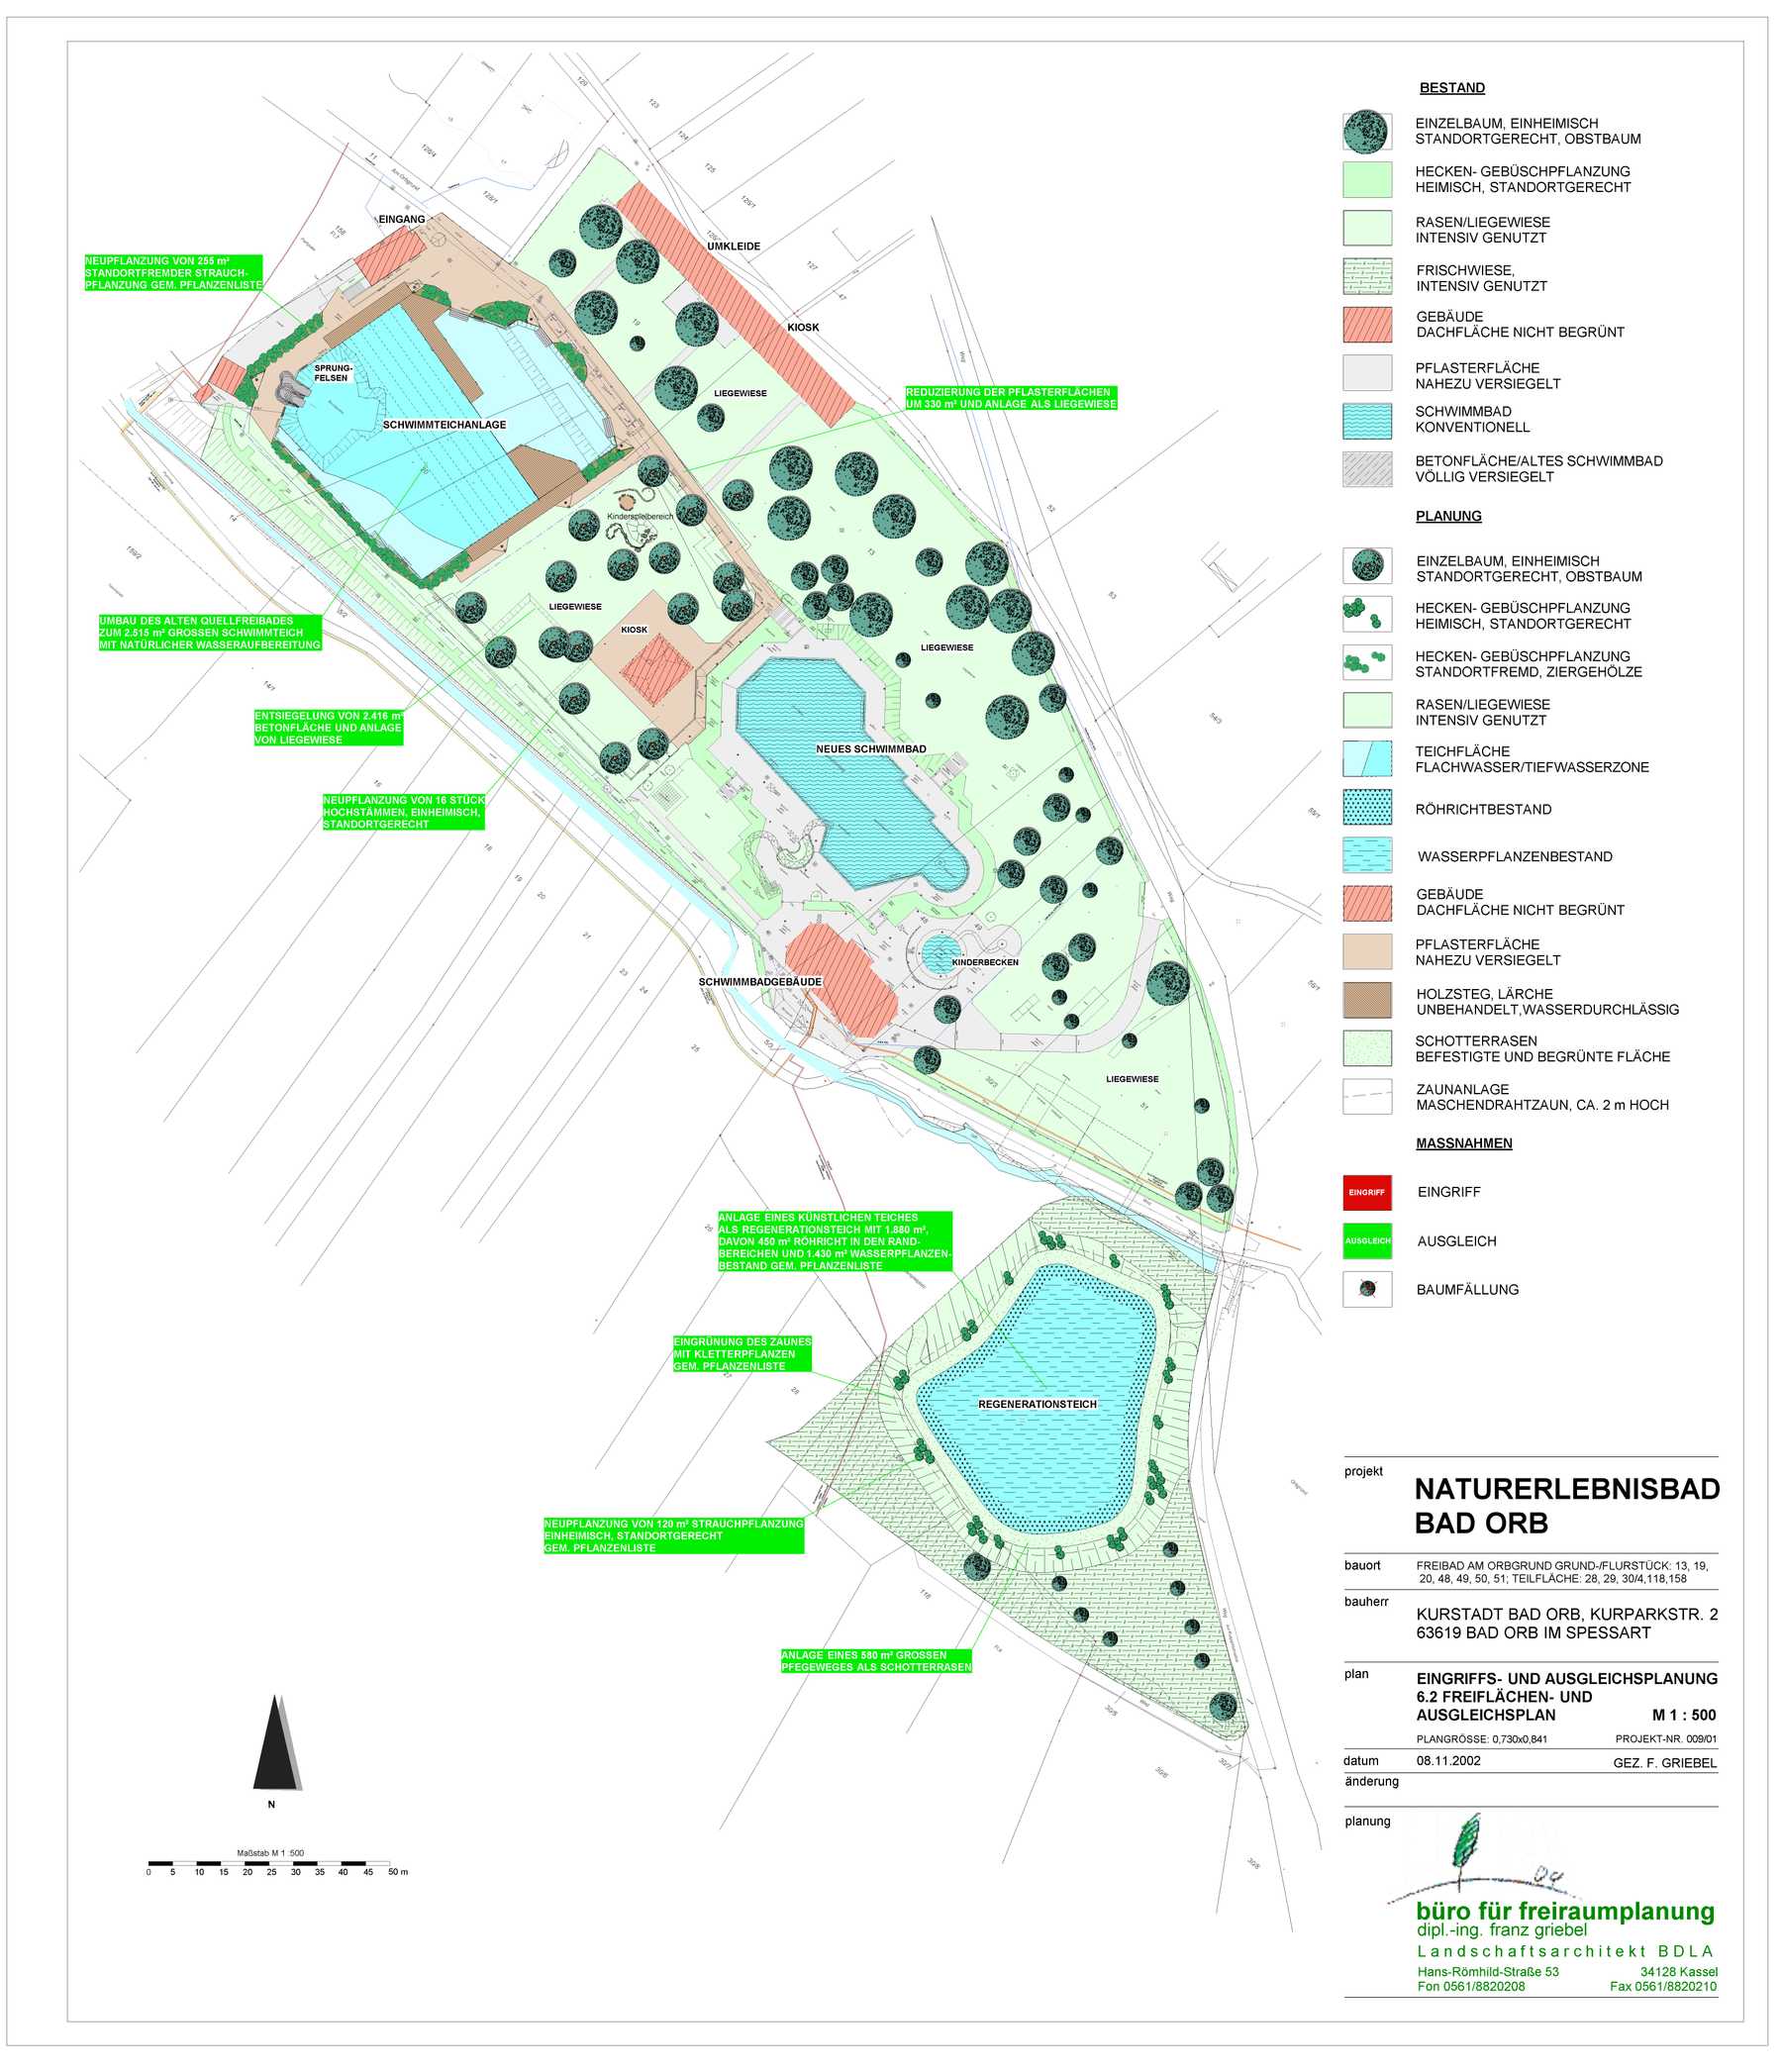 EINGANG
UMKLEIDE
KIOSK
NEUPFLANZUNG VON 255 m²
STANDORTFREMDER STRAUCH-
PFLANZUNG GEM. PFLANZENLISTE
SPRUNG-
FELSEN
SCHWIMMTEICHANLAGE
LIEGEWIESE
REDUZIERUNG DER PFLASTERFLÄCHEN
UM 330 m² UND ANLAGE ALS LIEGEWIESE
Kinderspielbereich
LIEGEWIESE
KIOSK
LIEGEWIESE
UMBAU DES ALTEN QUELLFREIBADES
ZUM 2.515 m² GROSSEN SCHWIMMTEICH
MIT NATÜRLICHER WASSERAUFBEREITUNG
ENTSIEGELUNG VON 2.416 m²
BETONFLÄCHE UND ANLAGE
VON LIEGEWIESE
NEUES SCHWIMMBAD
NEUPFLANZUNG VON 16 STÜCK
HOCHSTÄMMEN, EINHEIMISCH,
STANDORTGERECHT
KINDERBECKEN
SCHWIMMBADGEBÄUDE
LIEGEWIESE
ANLAGE EINES KÜNSTLICHEN TEICHES
ALS REGENERATIONSTEICH MIT 1.880 m²,
DAVON 450 m² RÖHRICHT IN DEN RAND-
BEREICHEN UND 1.430 m² WASSERPFLANZEN-
BESTAND GEM. PFLANZENLISTE
EINGRÜNUNG DES ZAUNES
MIT KLETTERPFLANZEN
GEM. PFLANZENLISTE
REGENERATIONSTEICH
NEUPFLANZUNG VON 120 m² STRAUCHPFLANZUNG
EINHEIMISCH, STANDORTGERECHT
GEM. PFLANZENLISTE
ANLAGE EINES 580 m² GROSSEN
PFEGEWEGES ALS SCHOTTERRASEN
N
Maßstab M 1 :500
0 5 10 15 20 25 30 35 40 45 50 m
BESTAND
EINZELBAUM, EINHEIMISCH
STANDORTGERECHT, OBSTBAUM
HECKEN- GEBÜSCHPFLANZUNG
HEIMISCH, STANDORTGERECHT
RASEN/LIEGEWIESE
INTENSIV GENUTZT
FRISCHWIESE,
INTENSIV GENUTZT
GEBÄUDE
DACHFLÄCHE NICHT BEGRÜNT
PFLASTERFLÄCHE
NAHEZU VERSIEGELT
SCHWIMMBAD
KONVENTIONELL
BETONFLÄCHE/ALTES SCHWIMMBAD
VÖLLIG VERSIEGELT
PLANUNG
EINZELBAUM, EINHEIMISCH
STANDORTGERECHT, OBSTBAUM
HECKEN- GEBÜSCHPFLANZUNG
HEIMISCH, STANDORTGERECHT
HECKEN- GEBÜSCHPFLANZUNG
STANDORTFREMD, ZIERGEHÖLZE
RASEN/LIEGEWIESE
INTENSIV GENUTZT
TEICHFLÄCHE
FLACHWASSER/TIEFWASSERZONE
RÖHRICHTBESTAND
WASSERPFLANZENBESTAND
GEBÄUDE
DACHFLÄCHE NICHT BEGRÜNT
PFLASTERFLÄCHE
NAHEZU VERSIEGELT
HOLZSTEG, LÄRCHE
UNBEHANDELT,WASSERDURCHLÄSSIG
SCHOTTERRASEN
BEFESTIGTE UND BEGRÜNTE FLÄCHE
ZAUNANLAGE
MASCHENDRAHTZAUN, CA. 2 m HOCH
MASSNAHMEN
EINGRIFF EINGRIFF
AUSGLEICH AUSGLEICH
BAUMFÄLLUNG
projekt
NATURERLEBNISBAD
BAD ORB
bauort
FREIBAD AM ORBGRUND GRUND-/FLURSTÜCK: 13, 19,
20, 48, 49, 50, 51; TEILFLÄCHE: 28, 29, 30/4,118,158
bauherr
KURSTADT BAD ORB, KURPARKSTR. 2
63619 BAD ORB IM SPESSART
plan
EINGRIFFS- UND AUSGLEICHSPLANUNG
6.2 FREIFLÄCHEN- UND
AUSGLEICHSPLAN M 1 : 500
PLANGRÖSSE: 0,730x0,841 PROJEKT-NR. 009/01
datum 08.11.2002 GEZ. F. GRIEBEL
änderung
planung
büro für freiraumplanung
dipl.-ing. franz griebel
Landschaftsarchitekt BDLA
Hans-Römhild-Straße 53 34128 Kassel
Fon 0561/8820208 Fax 0561/8820210